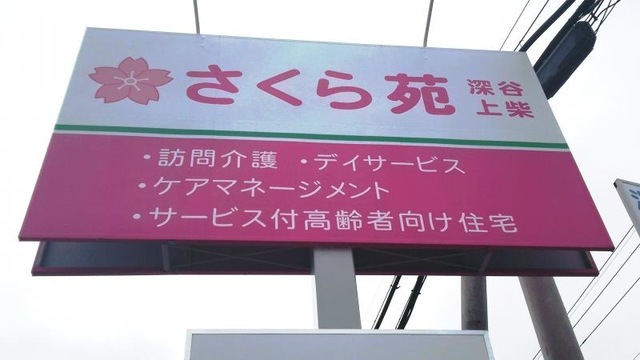 さくら苑 深谷
上柴
・訪問介護 ・デイサービス
・ケアマネージメント
・サービス付高齢者向け住宅